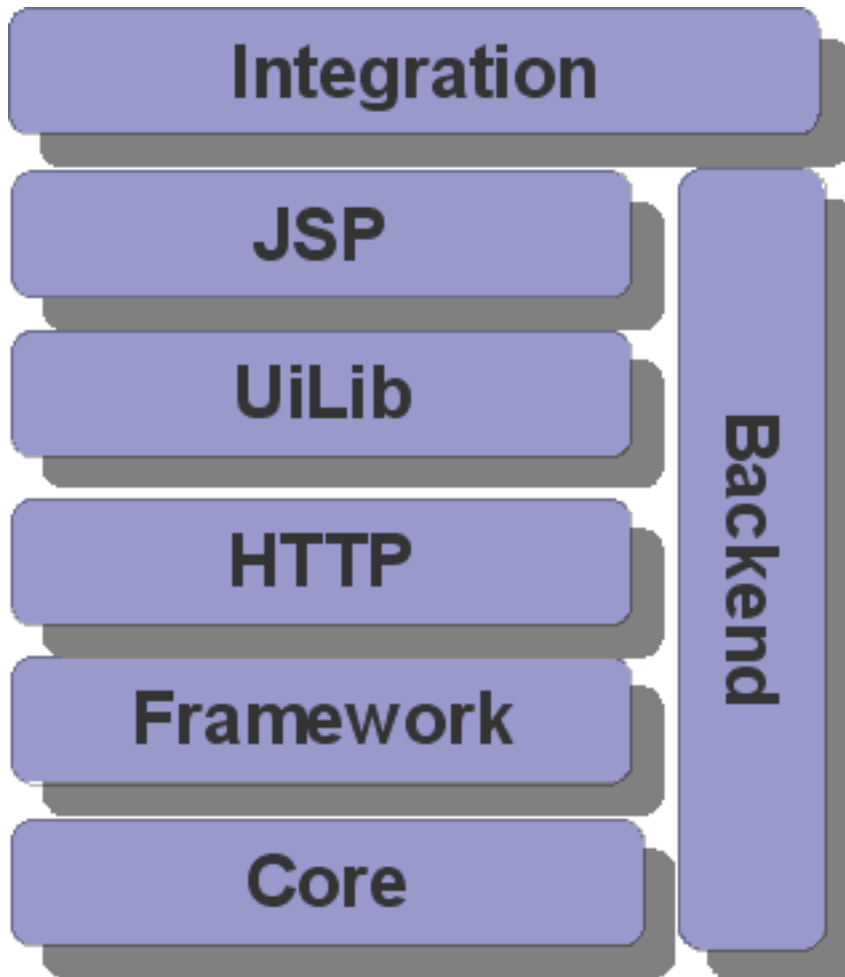 Integration
JSP
UiLib
HTTP
Framework
Core
Backend